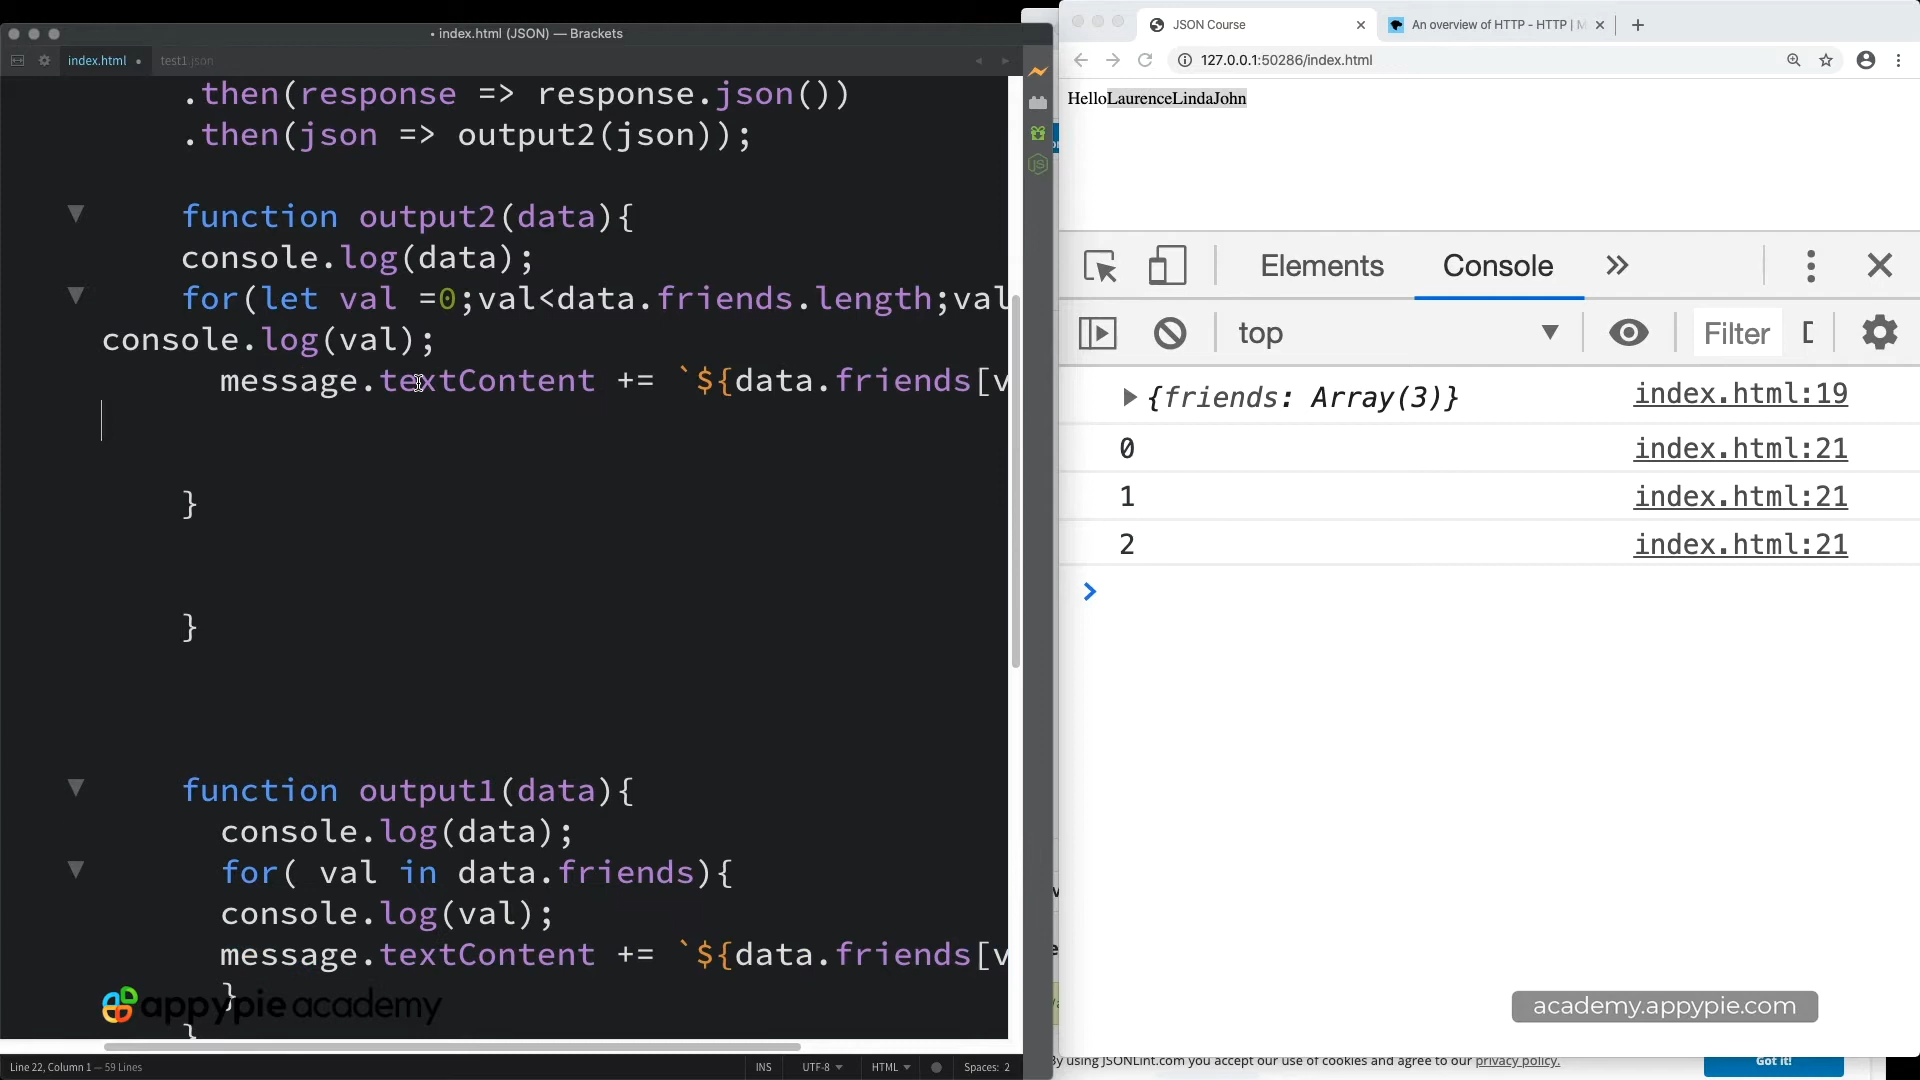 • index.html (JSON) — Brackets
index.html •
test1.json
.then(response => response.json())
.then(json => output2(json));
function output2(data){
console.log(data);
for(let val =0;val<data.friends.length;val
console.log(val);
message.textContent += `${data.friends[v
}
}
function output1(data){
console.log(data);
for( val in data.friends){
console.log(val);
message.textContent += `${data.friends[v
}
}
appypie academy
Line 22, Column 1 — 59 Lines
INS
UTF-8
HTML
Spaces: 2
JSON Course
An overview of HTTP - HTTP | M
127.0.0.1:50286/index.html
HelloLaurenceLindaJohn
Elements
Console
top
Filter
{friends: Array(3)}
index.html:19
0
index.html:21
1
index.html:21
2
index.html:21
academy.appypie.com
By using JSONLint.com you accept our use of cookies and agree to our privacy policy.
Got it!